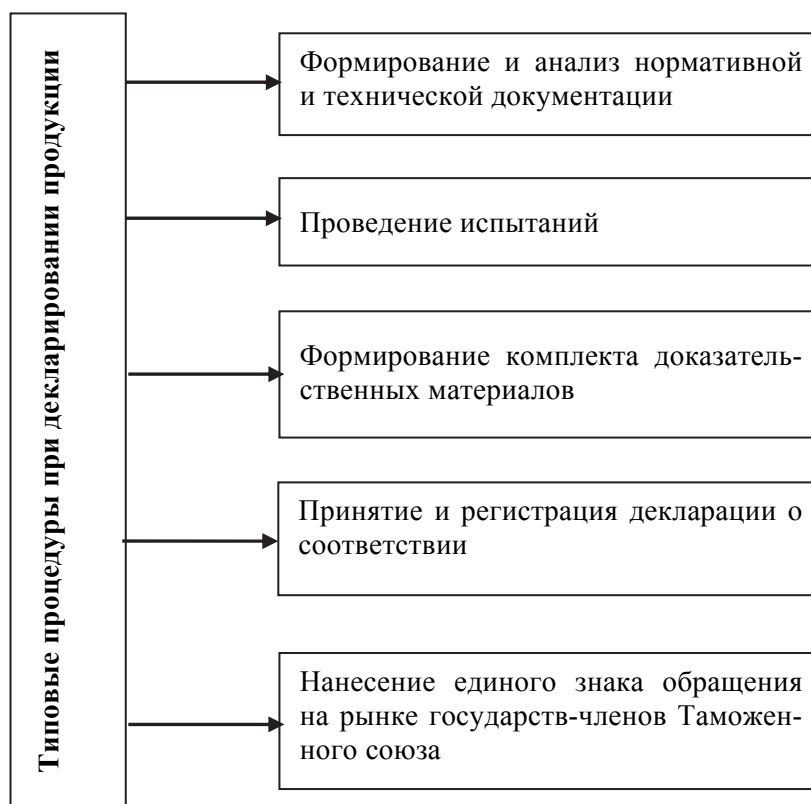 Типовые процедуры при декларировании продукции
Формирование и анализ нормативной
и технической документации
Проведение испытаний
Формирование комплекта доказатель-
ственных материалов
Принятие и регистрация декларации о
соответствии
Нанесение единого знака обращения
на рынке государств-членов Таможен-
ного союза